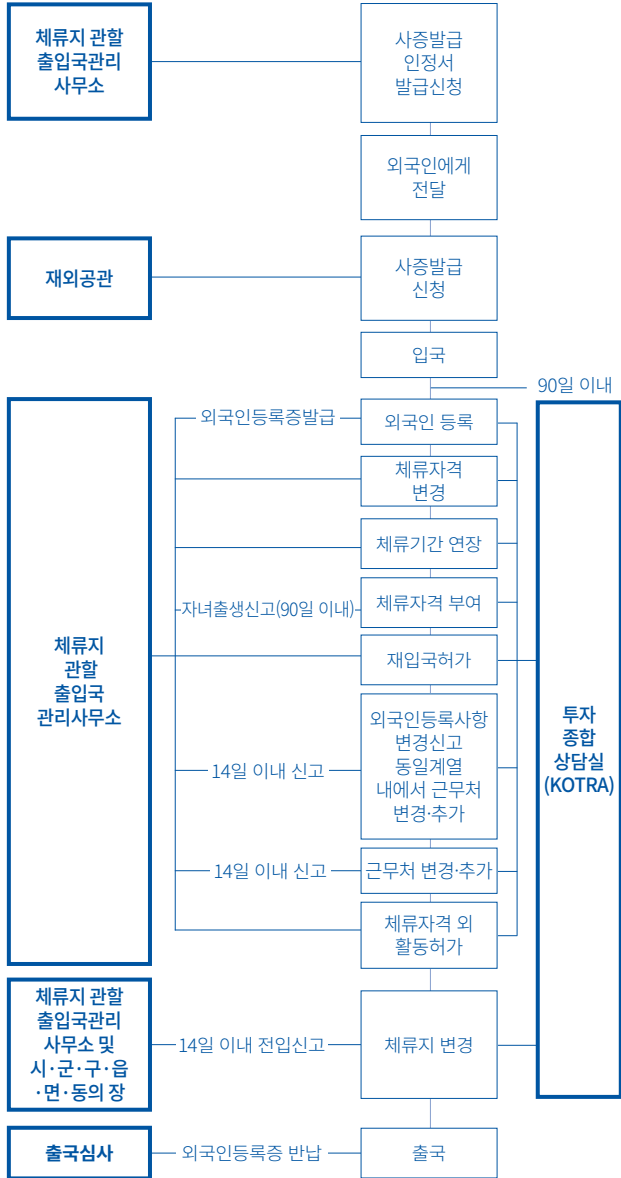 체류지 관할
출입국관리
사무소
사증발급
인정서
발급신청
외국인에게
전달
재외공관
사증발급
신청
입국
90일 이내
외국인등록증발급
외국인 등록
체류자격
변경
체류기간 연장
자녀출생신고(90일 이내)
체류자격 부여
재입국허가
체류지
관할
출입국
관리사무소
외국인등록사항
변경신고
동일계열
내에서 근무처
변경·추가
14일 이내 신고
투자
종합
상담실
(KOTRA)
14일 이내 신고
근무처 변경·추가
체류자격 외
활동허가
체류지 관할
출입국관리
사무소 및
시·군·구·읍
·면·동의 장
14일 이내 전입신고
체류지 변경
출국심사
외국인등록증 반납
출국